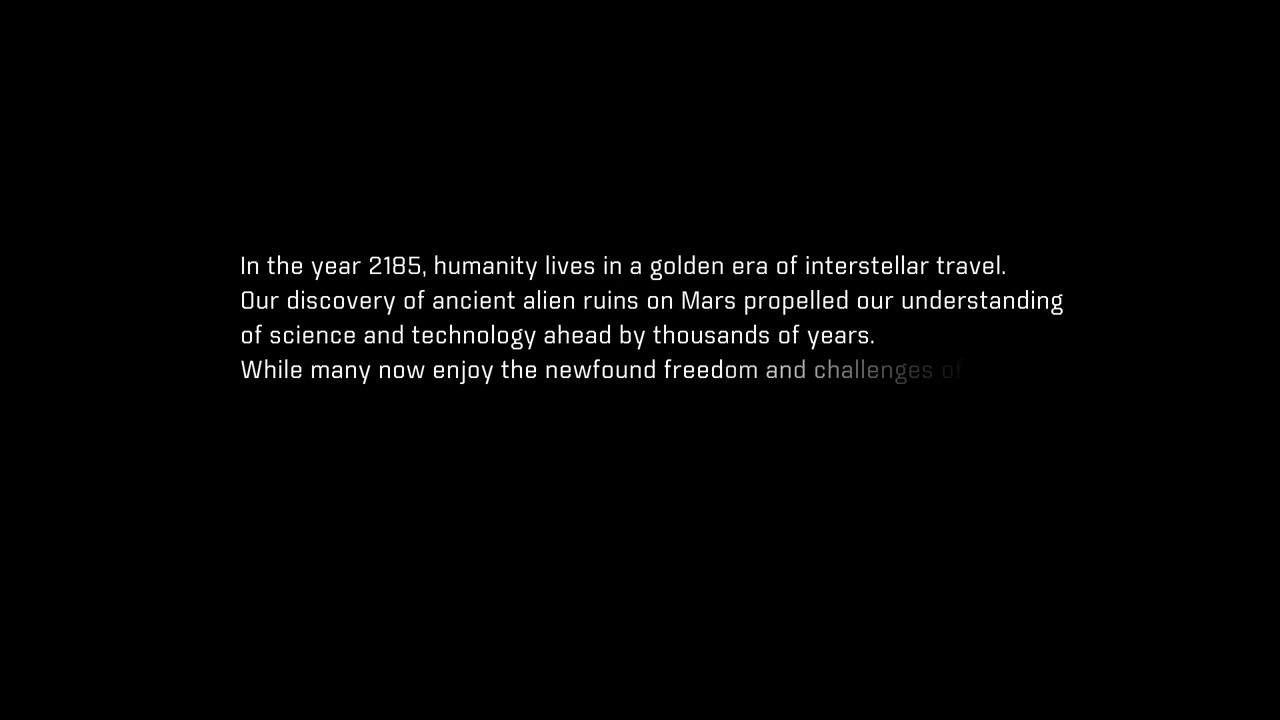 In the year 2185, humanity lives in a golden era of interstellar travel.
Our discovery of ancient alien ruins on Mars propelled our understanding
of science and technology ahead by thousands of years.
While many now enjoy the newfound freedom and challenges of